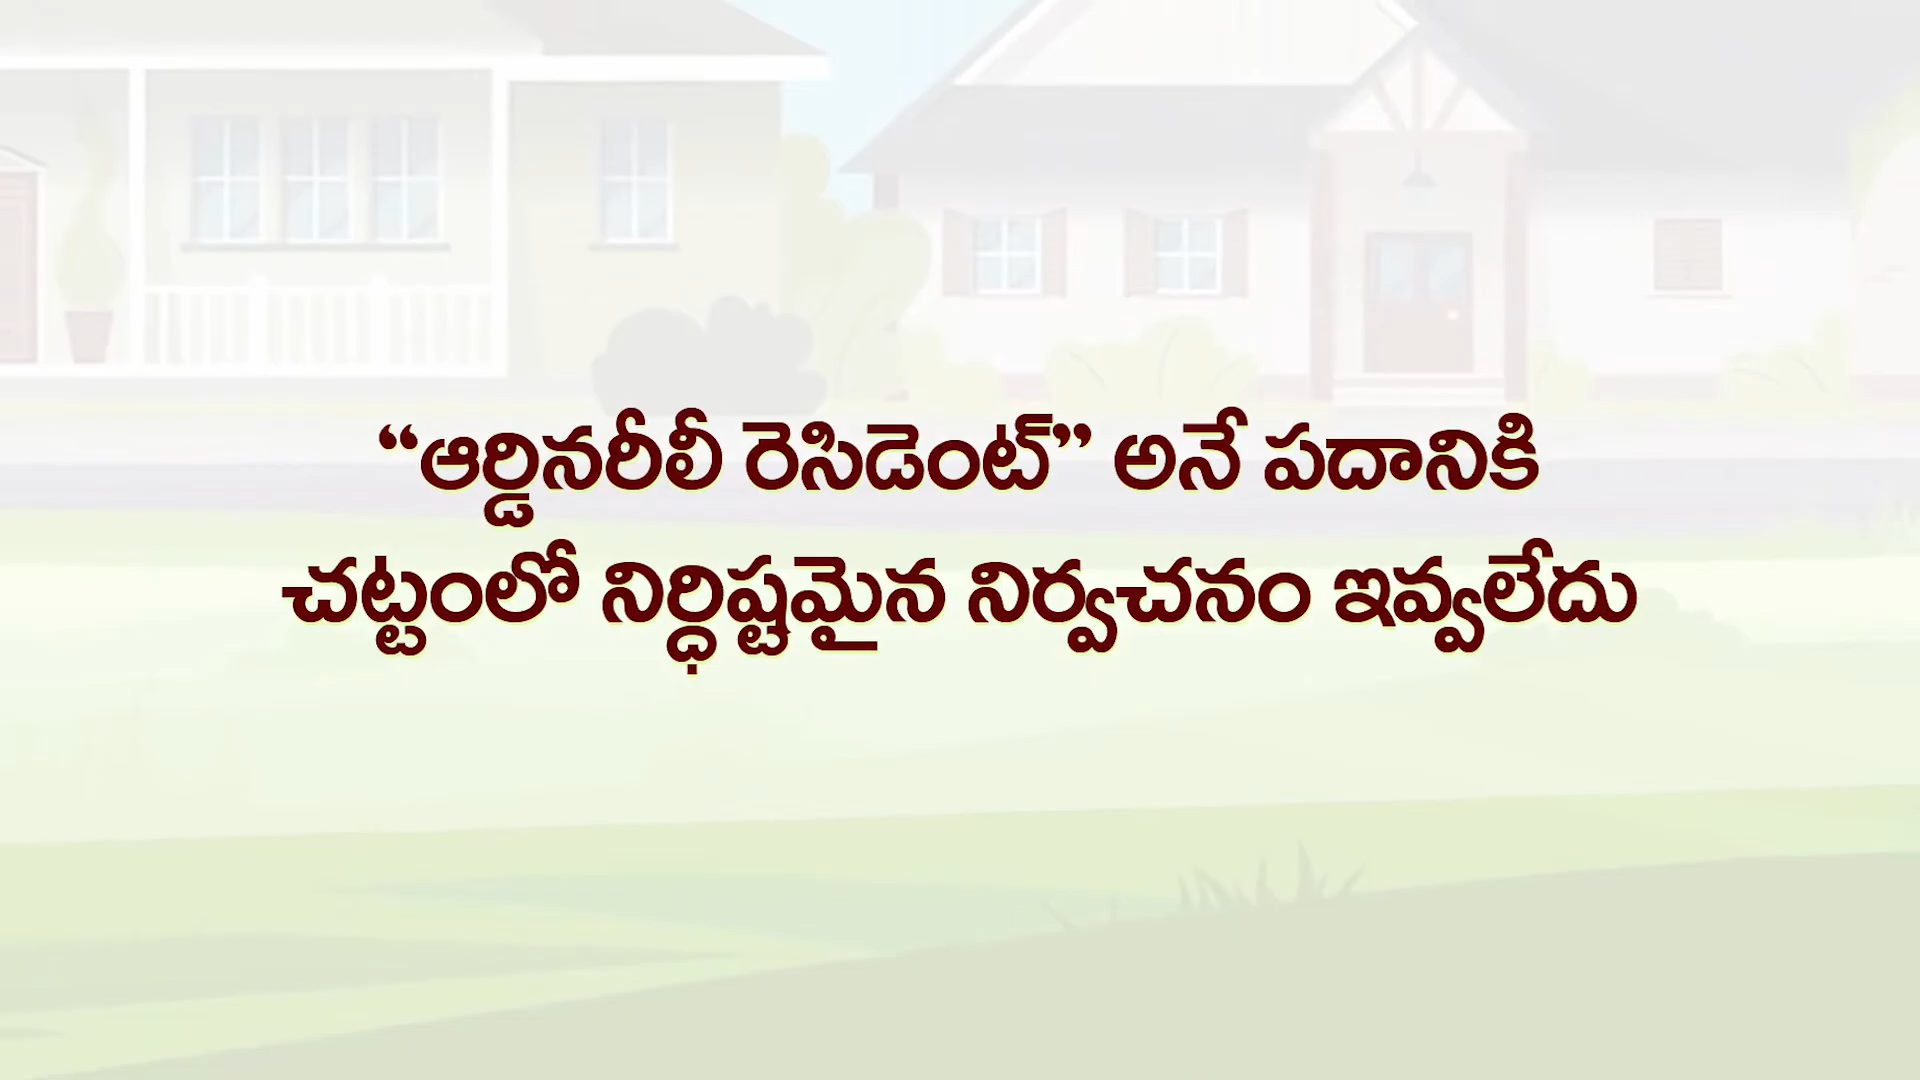 “ఆర్డినరీలీ రెసిడెంట్” అనే పదానికి
చట్టంలో నిర్ధిష్టమైన నిర్వచనం ఇవ్వలేదు